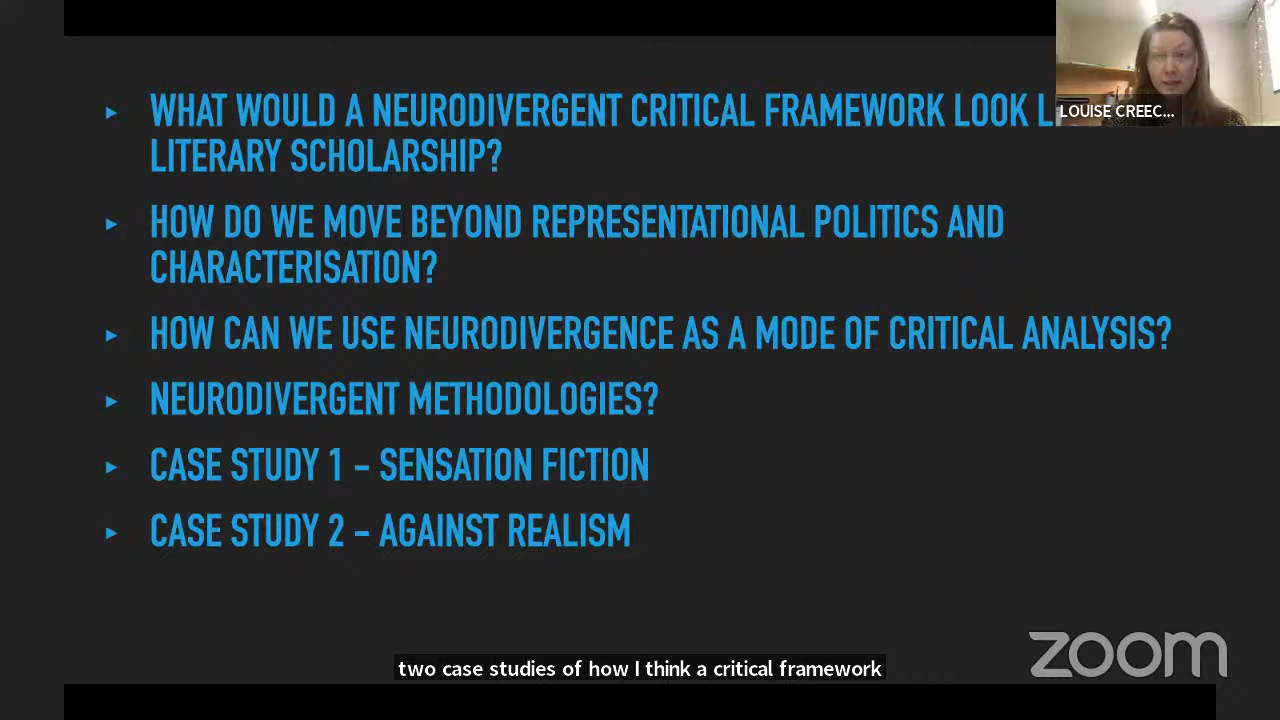 WHAT WOULD A NEURODIVERGENT CRITICAL FRAMEWORK LOOK
LITERARY SCHOLARSHIP?
HOW DO WE MOVE BEYOND REPRESENTATIONAL POLITICS AND
CHARACTERISATION?
HOW CAN WE USE NEURODIVERGENCE AS A MODE OF CRITICAL ANALYSIS?
NEURODIVERGENT METHODOLOGIES?
CASE STUDY 1 – SENSATION FICTION
CASE STUDY 2 – AGAINST REALISM
LOUISE CREEC...
two case studies of how I think a critical framework
zoom